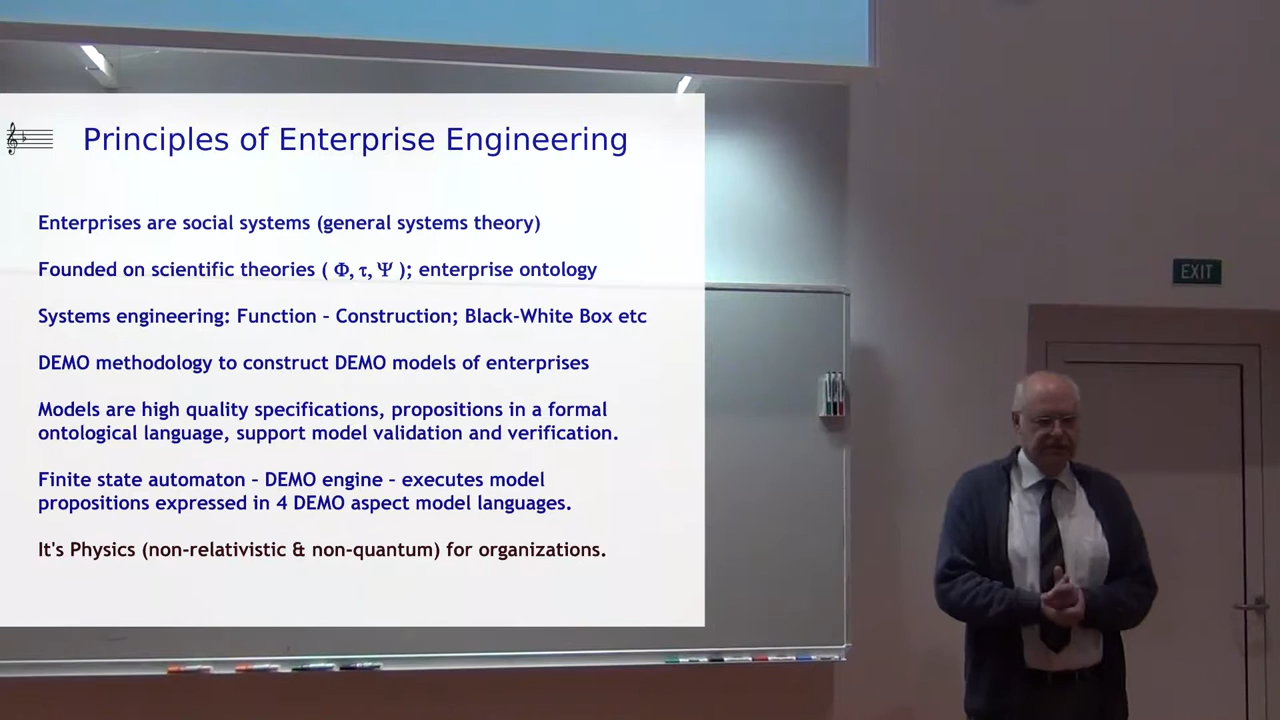 Principles of Enterprise Engineering
Enterprises are social systems (general systems theory)
Founded on scientific theories ( Φ, τ, Ψ ); enterprise ontology
Systems engineering: Function – Construction; Black-White Box etc
DEMO methodology to construct DEMO models of enterprises
Models are high quality specifications, propositions in a formal
ontological language, support model validation and verification.
Finite state automaton – DEMO engine – executes model
propositions expressed in 4 DEMO aspect model languages.
It's Physics (non-relativistic & non-quantum) for organizations.
EXIT